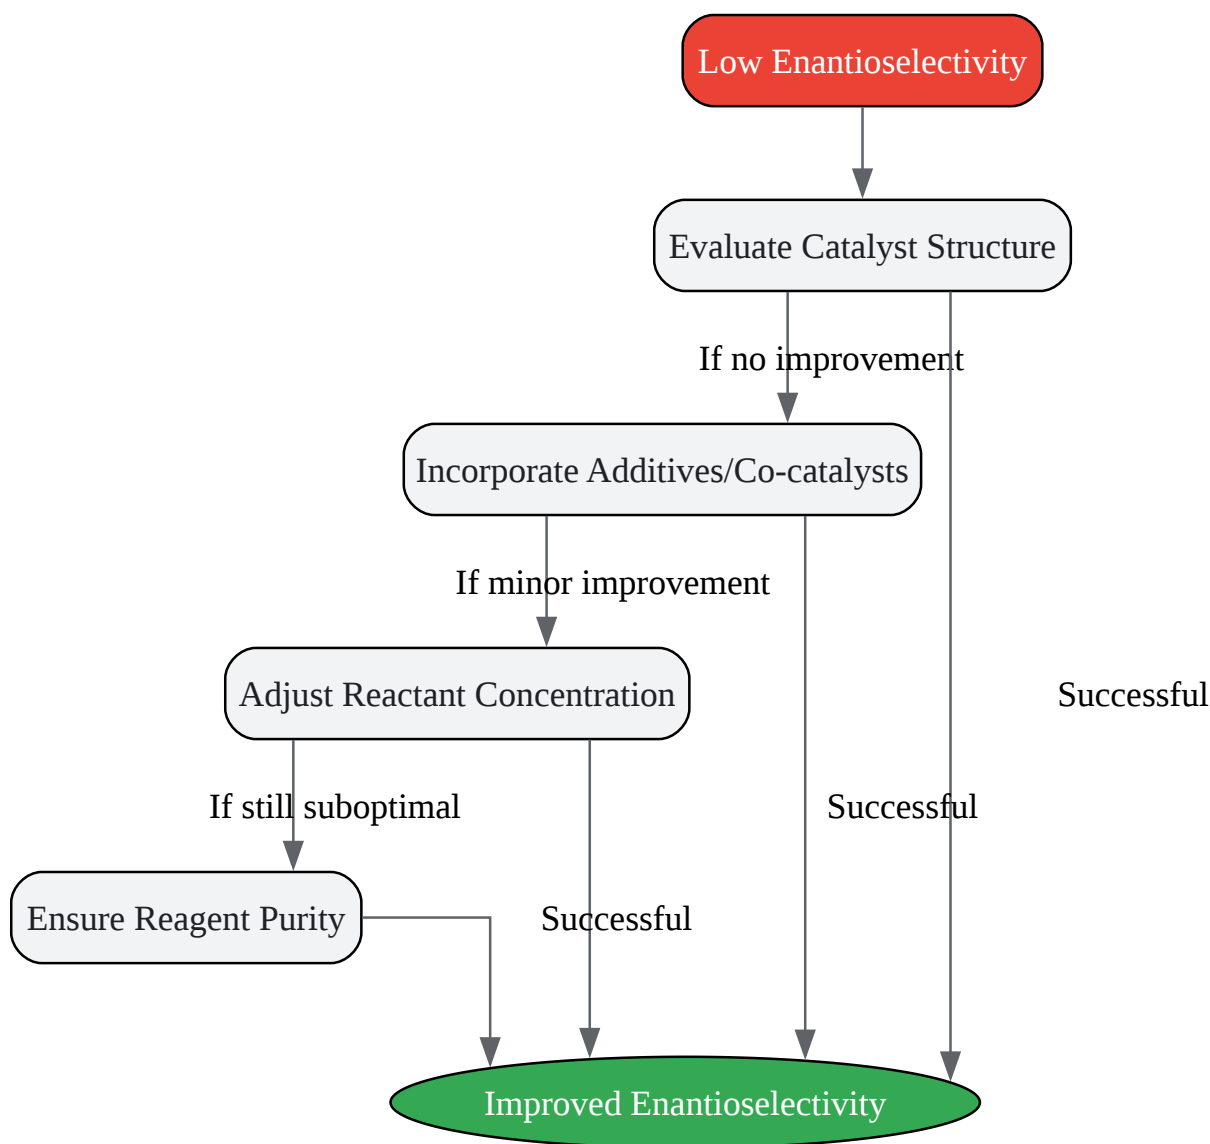 Low Enantioselectivity
Evaluate Catalyst Structure
If no improvement
Incorporate Additives/Co-catalysts
If minor improvement
Adjust Reactant Concentration
Successful
If still suboptimal
Successful
Ensure Reagent Purity
Successful
Improved Enantioselectivity